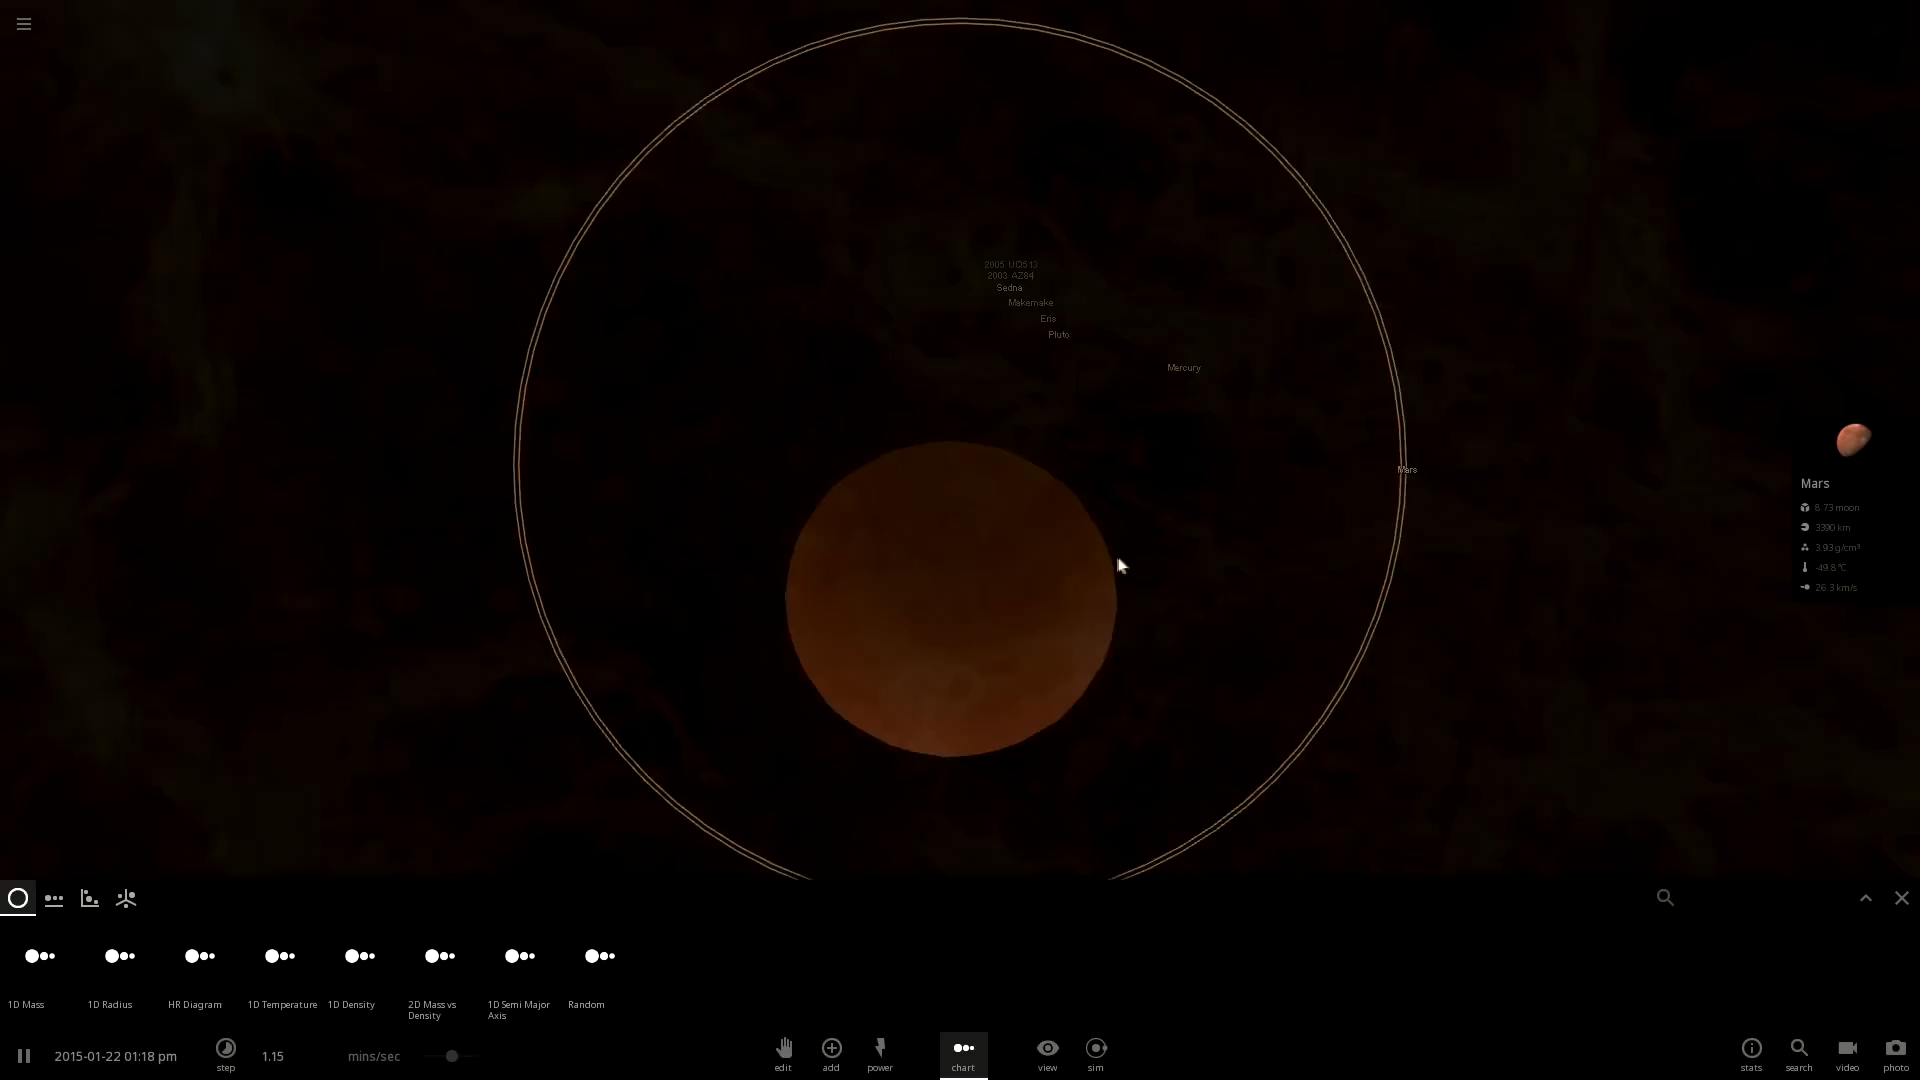 2005 UQ513
2003 AZ84
Sedna
Makemake
Eris
Pluto
Mercury
Mars
Mars
8.73 moon
3390 km
3.93 g/cm³
-49.8 °C
26.3 km/s
1D Mass
1D Radius
HR Diagram
1D Temperature
1D Density
2D Mass vs
Density
1D Semi Major
Axis
Random
2015-01-22 01:18 pm
step
1.15
mins/sec
edit
add
power
chart
view
sim
stats
search
video
photo